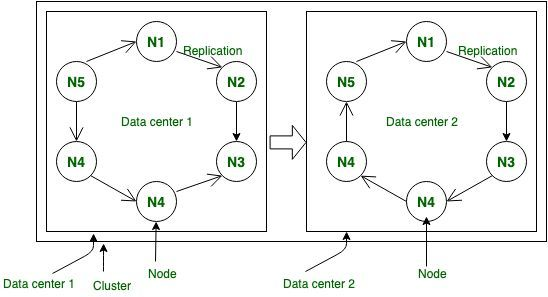 N1
Replication
N5
N2
Data center 1
N4
N3
N4
N1
Replication
N5
N2
Data center 2
N4
N3
N4
Data center 1
Cluster
Node
Data center 2
Node